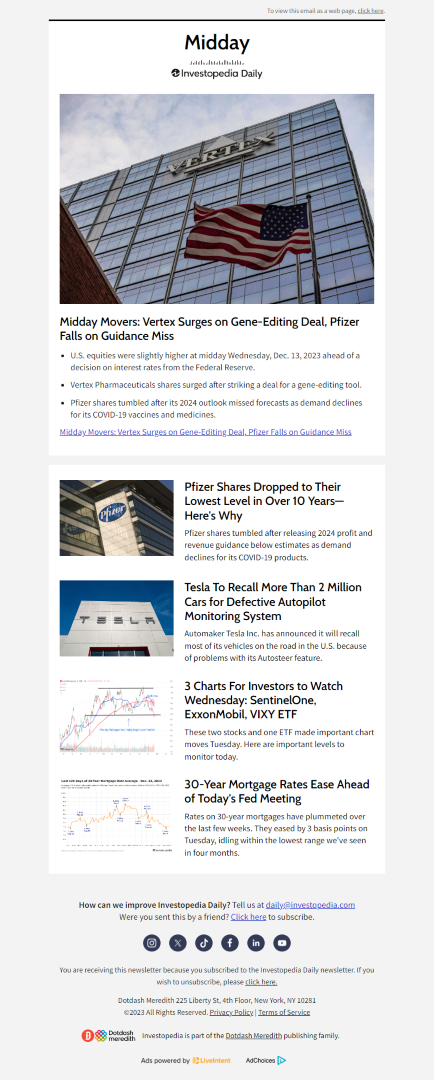 To view this email as a web page, click here.
Midday
Investopedia Daily
VERTEX
Midday Movers: Vertex Surges on Gene-Editing Deal, Pfizer
Falls on Guidance Miss
• U.S. equities were slightly higher at midday Wednesday, Dec. 13, 2023 ahead of a
decision on interest rates from the Federal Reserve.
• Vertex Pharmaceuticals shares surged after striking a deal for a gene-editing tool.
• Pfizer shares tumbled after its 2024 outlook missed forecasts as demand declines
for its COVID-19 vaccines and medicines.
Midday Movers: Vertex Surges on Gene-Editing Deal, Pfizer Falls on Guidance Miss
Pfizer
Pfizer Shares Dropped to Their
Lowest Level in Over 10 Years—
Here's Why
Pfizer shares tumbled after releasing 2024 profit and
revenue guidance below estimates as demand
declines for its COVID-19 products.
TESLA
Tesla To Recall More Than 2 Million
Cars for Defective Autopilot
Monitoring System
Automaker Tesla Inc. has announced it will recall
most of its vehicles on the road in the U.S. because
of problems with its Autosteer feature.
3 Charts For Investors to Watch
Wednesday: SentinelOne,
ExxonMobil, VIXY ETF
These two stocks and one ETF made important chart
moves Tuesday. Here are important levels to
monitor today.
30-Year Mortgage Rates Ease Ahead
of Today's Fed Meeting
Rates on 30-year mortgages have plummeted over
the last few weeks. They eased by 3 basis points on
Tuesday, idling within the lowest range we've seen
in four months.
How can we improve Investopedia Daily? Tell us at daily@investopedia.com
Were you sent this by a friend? Click here to subscribe.
You are receiving this newsletter because you subscribed to the Investopedia Daily newsletter. If you
wish to unsubscribe, please click here.
Dotdash Meredith 225 Liberty St, 4th Floor, New York, NY 10281
©2023 All Rights Reserved. Privacy Policy | Terms of Service
Dotdash
meredith
Investopedia is part of the Dotdash Meredith publishing family.
Ads powered by LiveIntent AdChoices